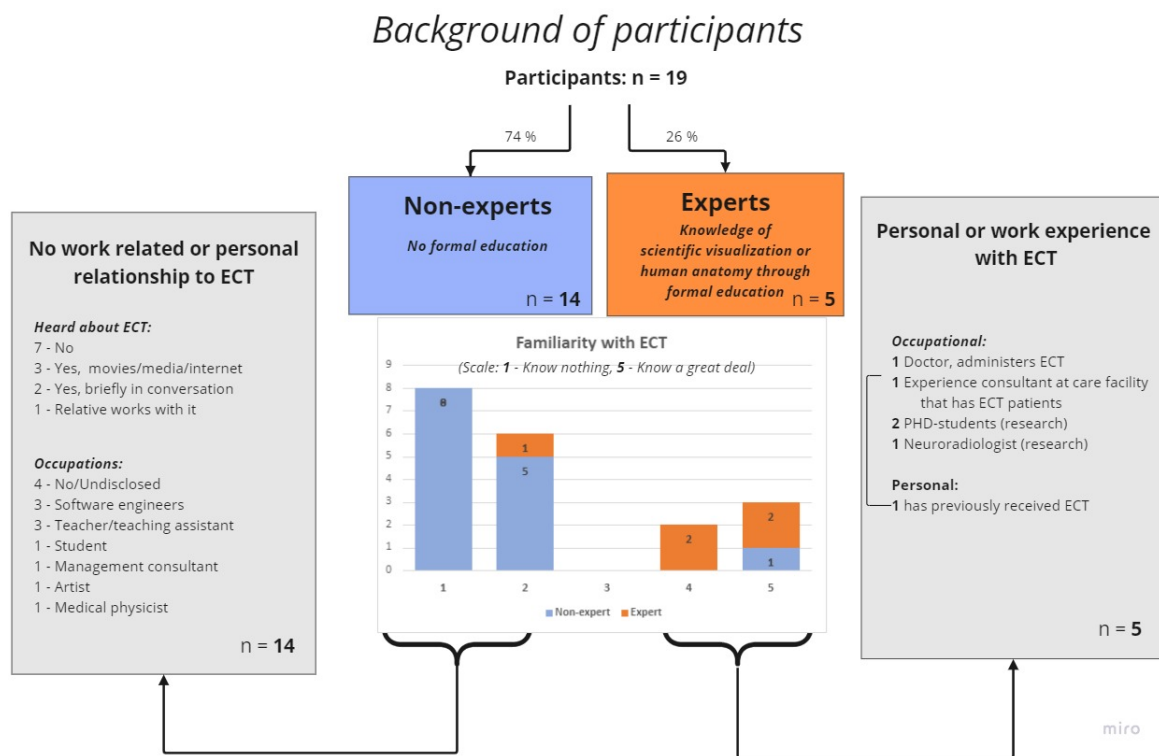 Background of participants
Participants: n = 19
74 %
26 %
Non-experts
No formal education
n = 14
Experts
Knowledge of
scientific visualization or
human anatomy through
formal education
n = 5
No work related or personal
relationship to ECT
Heard about ECT:
7 - No
3 - Yes, movies/media/internet
2 - Yes, briefly in conversation
1 - Relative works with it
Occupations:
4 - No/Undisclosed
3 - Software engineers
3 - Teacher/teaching assistant
1 - Student
1 - Management consultant
1 - Artist
1 - Medical physicist
n = 14
Familiarity with ECT
(Scale: 1 - Know nothing, 5 - Know a great deal)
9
8
7
6
5
4
3
2
1
0
8
1
5
2
2
1
1
2
3
4
5
Non-expert
Expert
Personal or work experience
with ECT
Occupational:
1 Doctor, administers ECT
1 Experience consultant at care facility
that has ECT patients
2 PHD-students (research)
1 Neuroradiologist (research)
Personal:
1 has previously received ECT
n = 5
miro